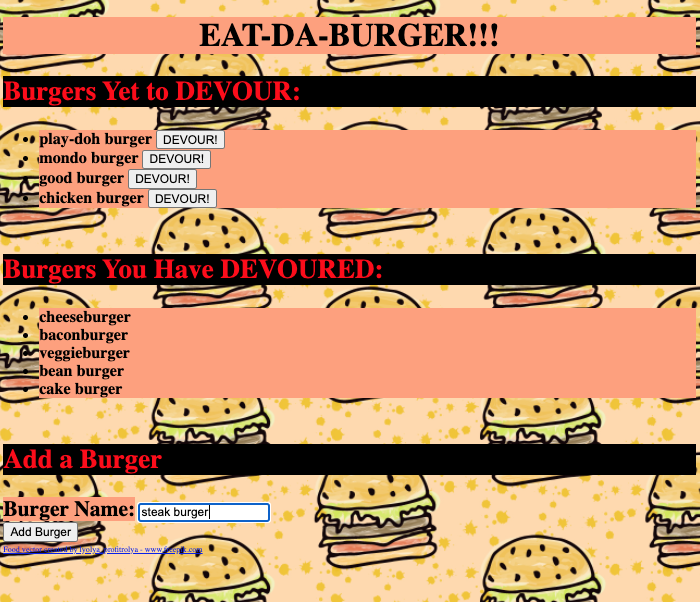 EAT-DA-BURGER!!!
Burgers Yet to DEVOUR:
play-doh burger DEVOUR!
mondo burger DEVOUR!
good burger DEVOUR!
chicken burger DEVOUR!
Burgers You Have DEVOURED:
cheeseburger
baconburger
veggieburger
bean burger
cake burger
Add a Burger
Burger Name: steak burger
Add Burger
Food vector created by lyolya_profitrolya - www.freepik.com